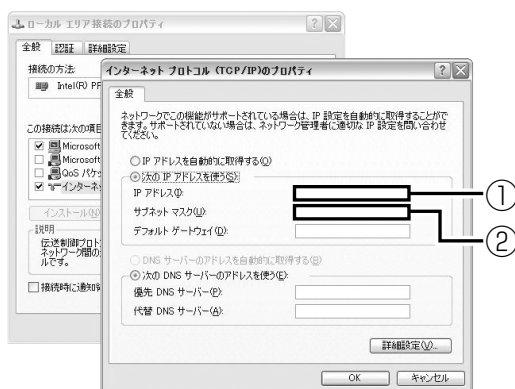 ローカル エリア接続のプロパティ
全般 認証 詳細設定
接続の方法:
Intel(R)
この接続は次の項目
Microsoft
Microsoft
QoS パケッ
インターネッ
インストール(N)
説明
伝送制御プロト
ネットワーク間の
ルです。
接続時に通知
インターネット プロトコル (TCP/IP)のプロパティ
全般
ネットワークでこの機能がサポートされている場合は、IP 設定を自動的に取得することがで
きます。サポートされていない場合は、ネットワーク管理者に適切な IP 設定を問い合わせ
てください。
IP アドレスを自動的に取得する(O)
次の IP アドレスを使う(S):
IP アドレス(I):
①
サブネット マスク(U):
②
デフォルト ゲートウェイ(D):
DNS サーバーのアドレスを自動的に取得する(B)
次の DNS サーバーのアドレスを使う(E):
優先 DNS サーバー(P):
代替 DNS サーバー(A):
詳細設定(V)...
OK キャンセル